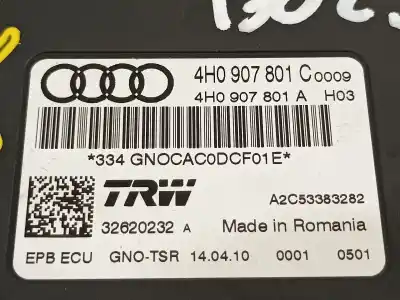 4H0 907 801 C 0009
4H0 907 801 A H03
*334 GNOCAC0DCF01E*
TRW
A2C53383282
32620232 A
Made in Romania
EPB ECU GNO-TSR 14.04.10 0001 0501